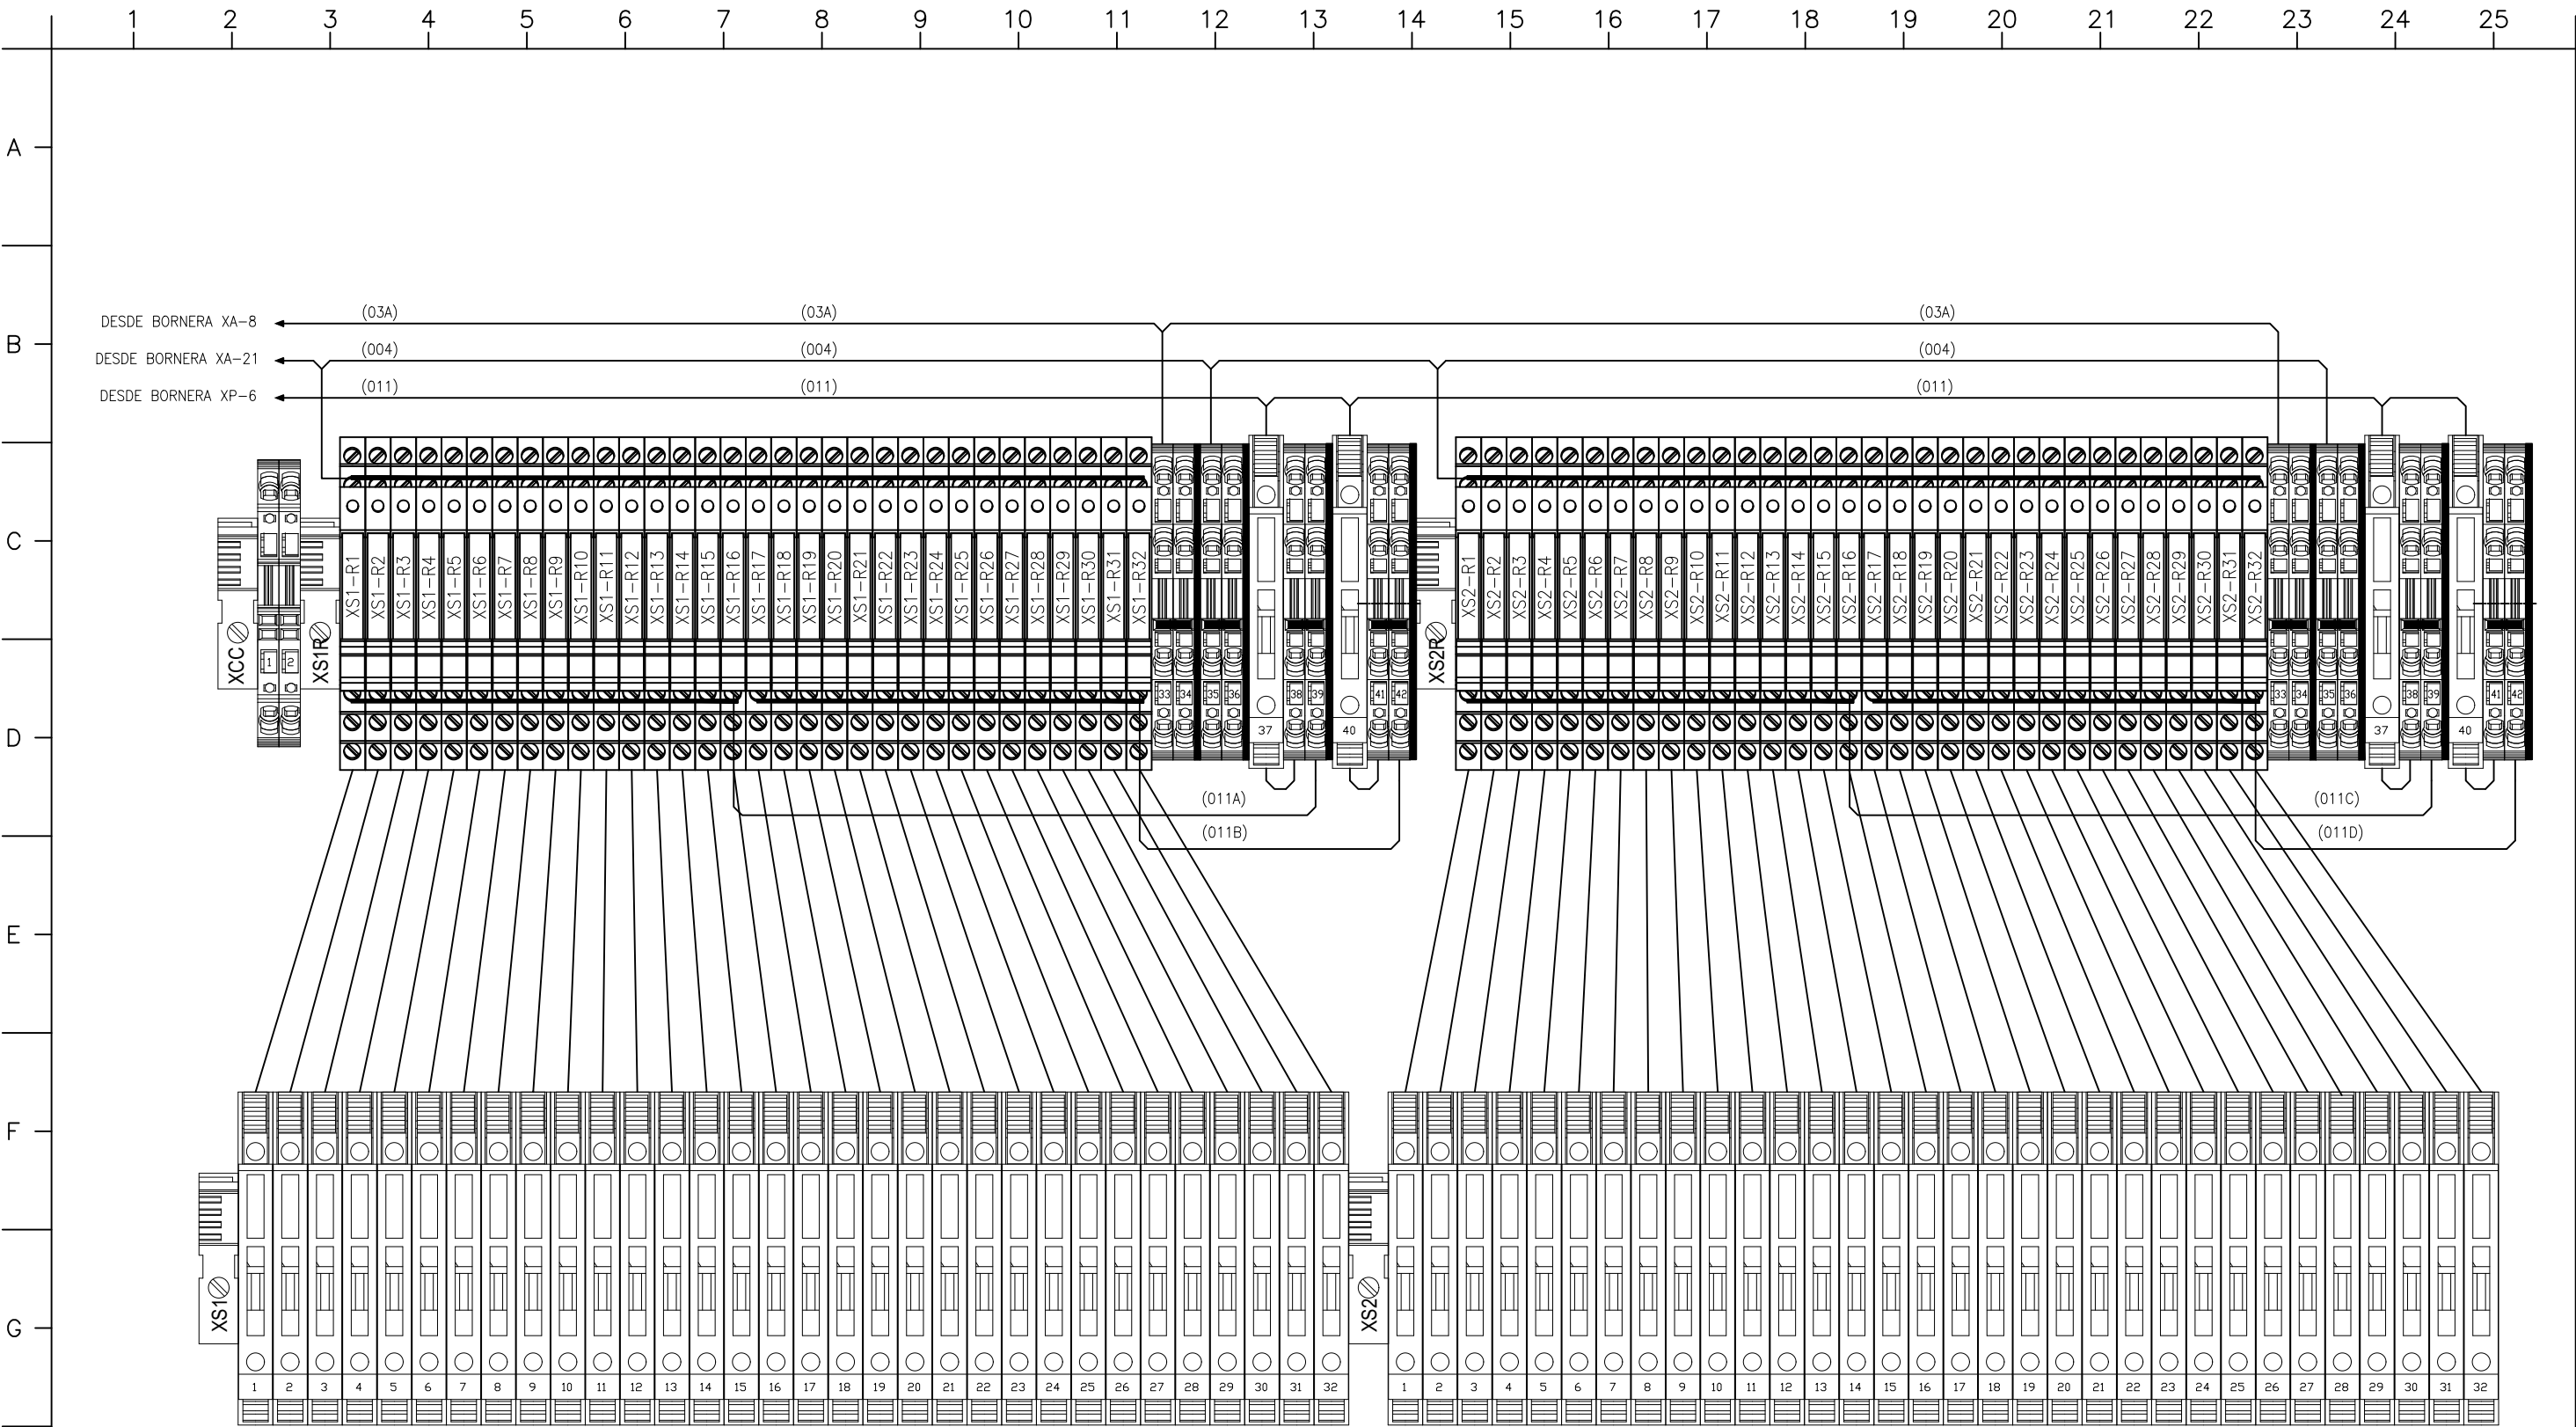 1 2 3 4 5 6 7 8 9 10 11 12 13 14 15 16 17 18 19 20 21 22 23 24 25
A
B
C
D
E
F
G
DESDE BORNERA XA-8 (03A) (03A) (03A)
DESDE BORNERA XA-21 (004) (004) (004)
DESDE BORNERA XP-6 (011) (011) (011)
XCC 1 2 XS1R
XS1-R1 XS1-R2 XS1-R3 XS1-R4 XS1-R5 XS1-R6 XS1-R7 XS1-R8 XS1-R9 XS1-R10 XS1-R11 XS1-R12 XS1-R13 XS1-R14 XS1-R15 XS1-R16 XS1-R17 XS1-R18 XS1-R19 XS1-R20 XS1-R21 XS1-R22 XS1-R23 XS1-R24 XS1-R25 XS1-R26 XS1-R27 XS1-R28 XS1-R29 XS1-R30 XS1-R31 XS1-R32
33 34 35 36 37 38 39 40 41 42
XS2R
XS2-R1 XS2-R2 XS2-R3 XS2-R4 XS2-R5 XS2-R6 XS2-R7 XS2-R8 XS2-R9 XS2-R10 XS2-R11 XS2-R12 XS2-R13 XS2-R14 XS2-R15 XS2-R16 XS2-R17 XS2-R18 XS2-R19 XS2-R20 XS2-R21 XS2-R22 XS2-R23 XS2-R24 XS2-R25 XS2-R26 XS2-R27 XS2-R28 XS2-R29 XS2-R30 XS2-R31 XS2-R32
33 34 35 36 37 38 39 40 41 42
(011A) (011C)
(011B) (011D)
XS1
1 2 3 4 5 6 7 8 9 10 11 12 13 14 15 16 17 18 19 20 21 22 23 24 25 26 27 28 29 30 31 32
XS2
1 2 3 4 5 6 7 8 9 10 11 12 13 14 15 16 17 18 19 20 21 22 23 24 25 26 27 28 29 30 31 32